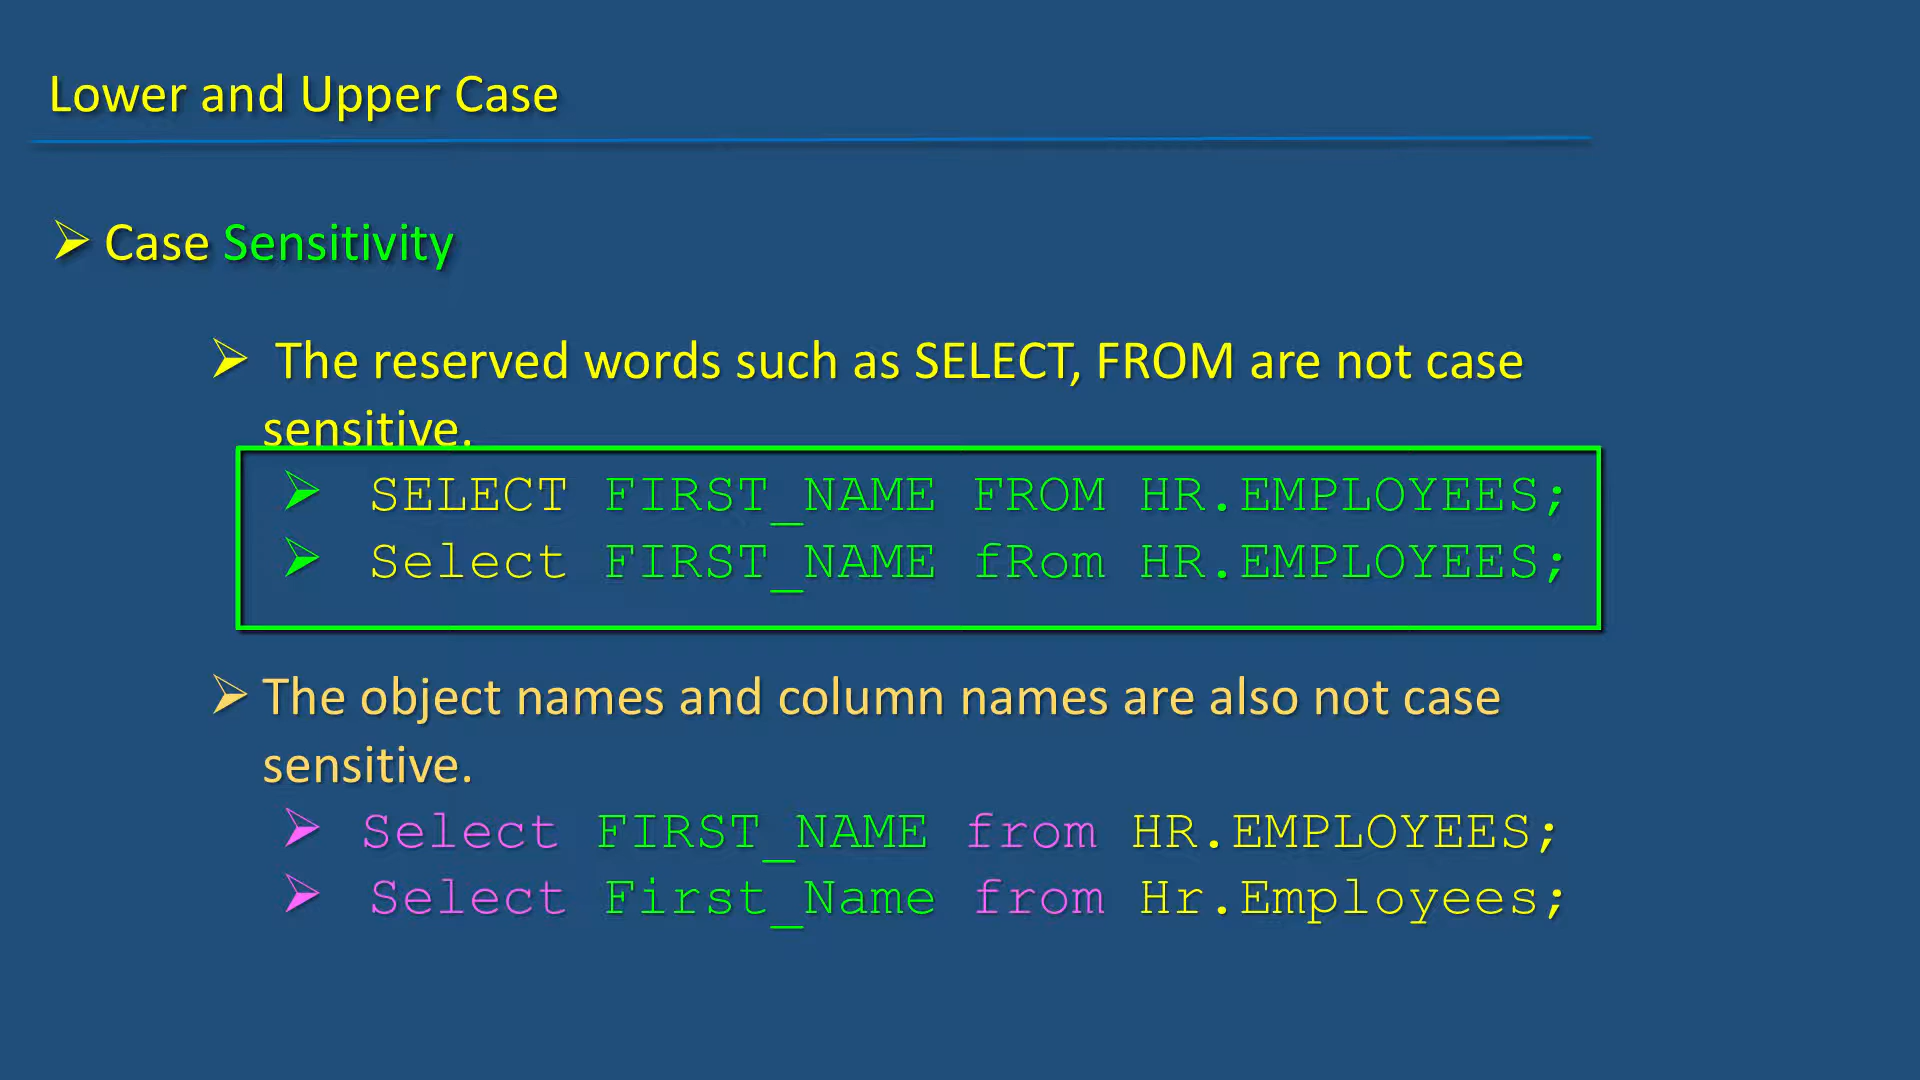 Lower and Upper Case
Case Sensitivity
The reserved words such as SELECT, FROM are not case
sensitive.
SELECT FIRST_NAME FROM HR.EMPLOYEES;
Select FIRST_NAME fRom HR.EMPLOYEES;
The object names and column names are also not case
sensitive.
Select FIRST_NAME from HR.EMPLOYEES;
Select First_Name from Hr.Employees;